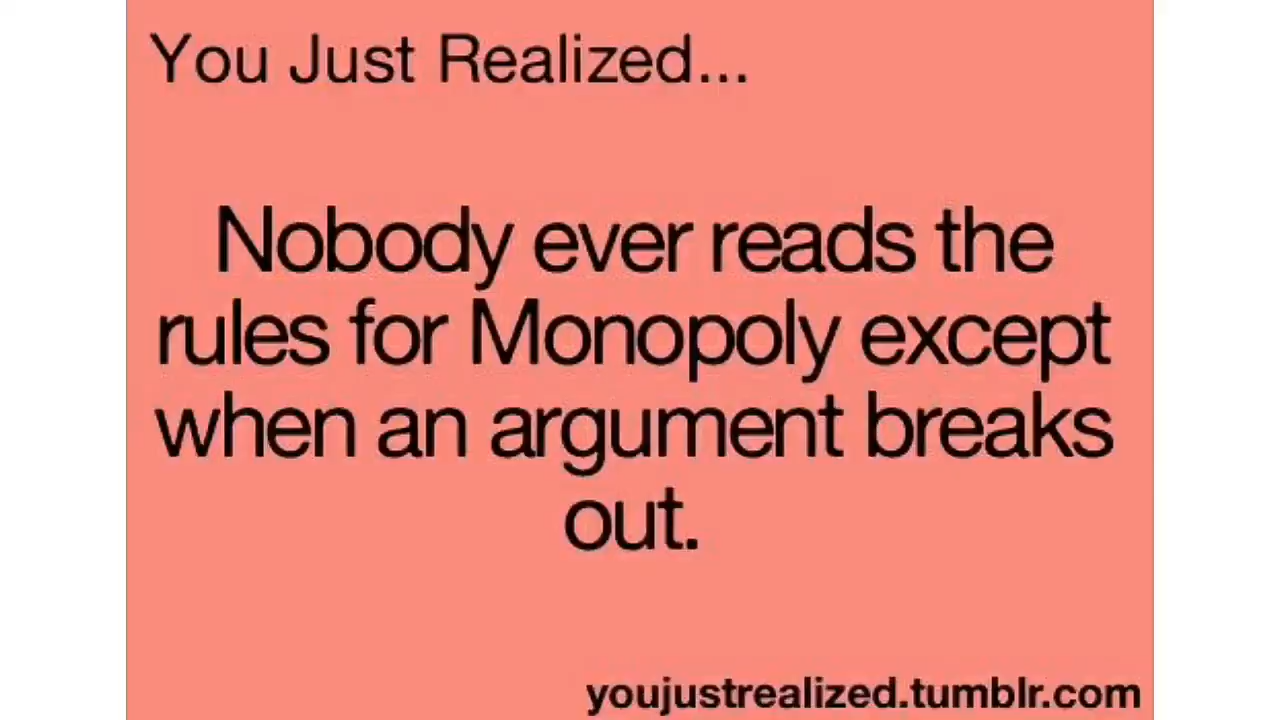 You Just Realized...
Nobody ever reads the
rules for Monopoly except
when an argument breaks
out.
youjustrealized.tumblr.com